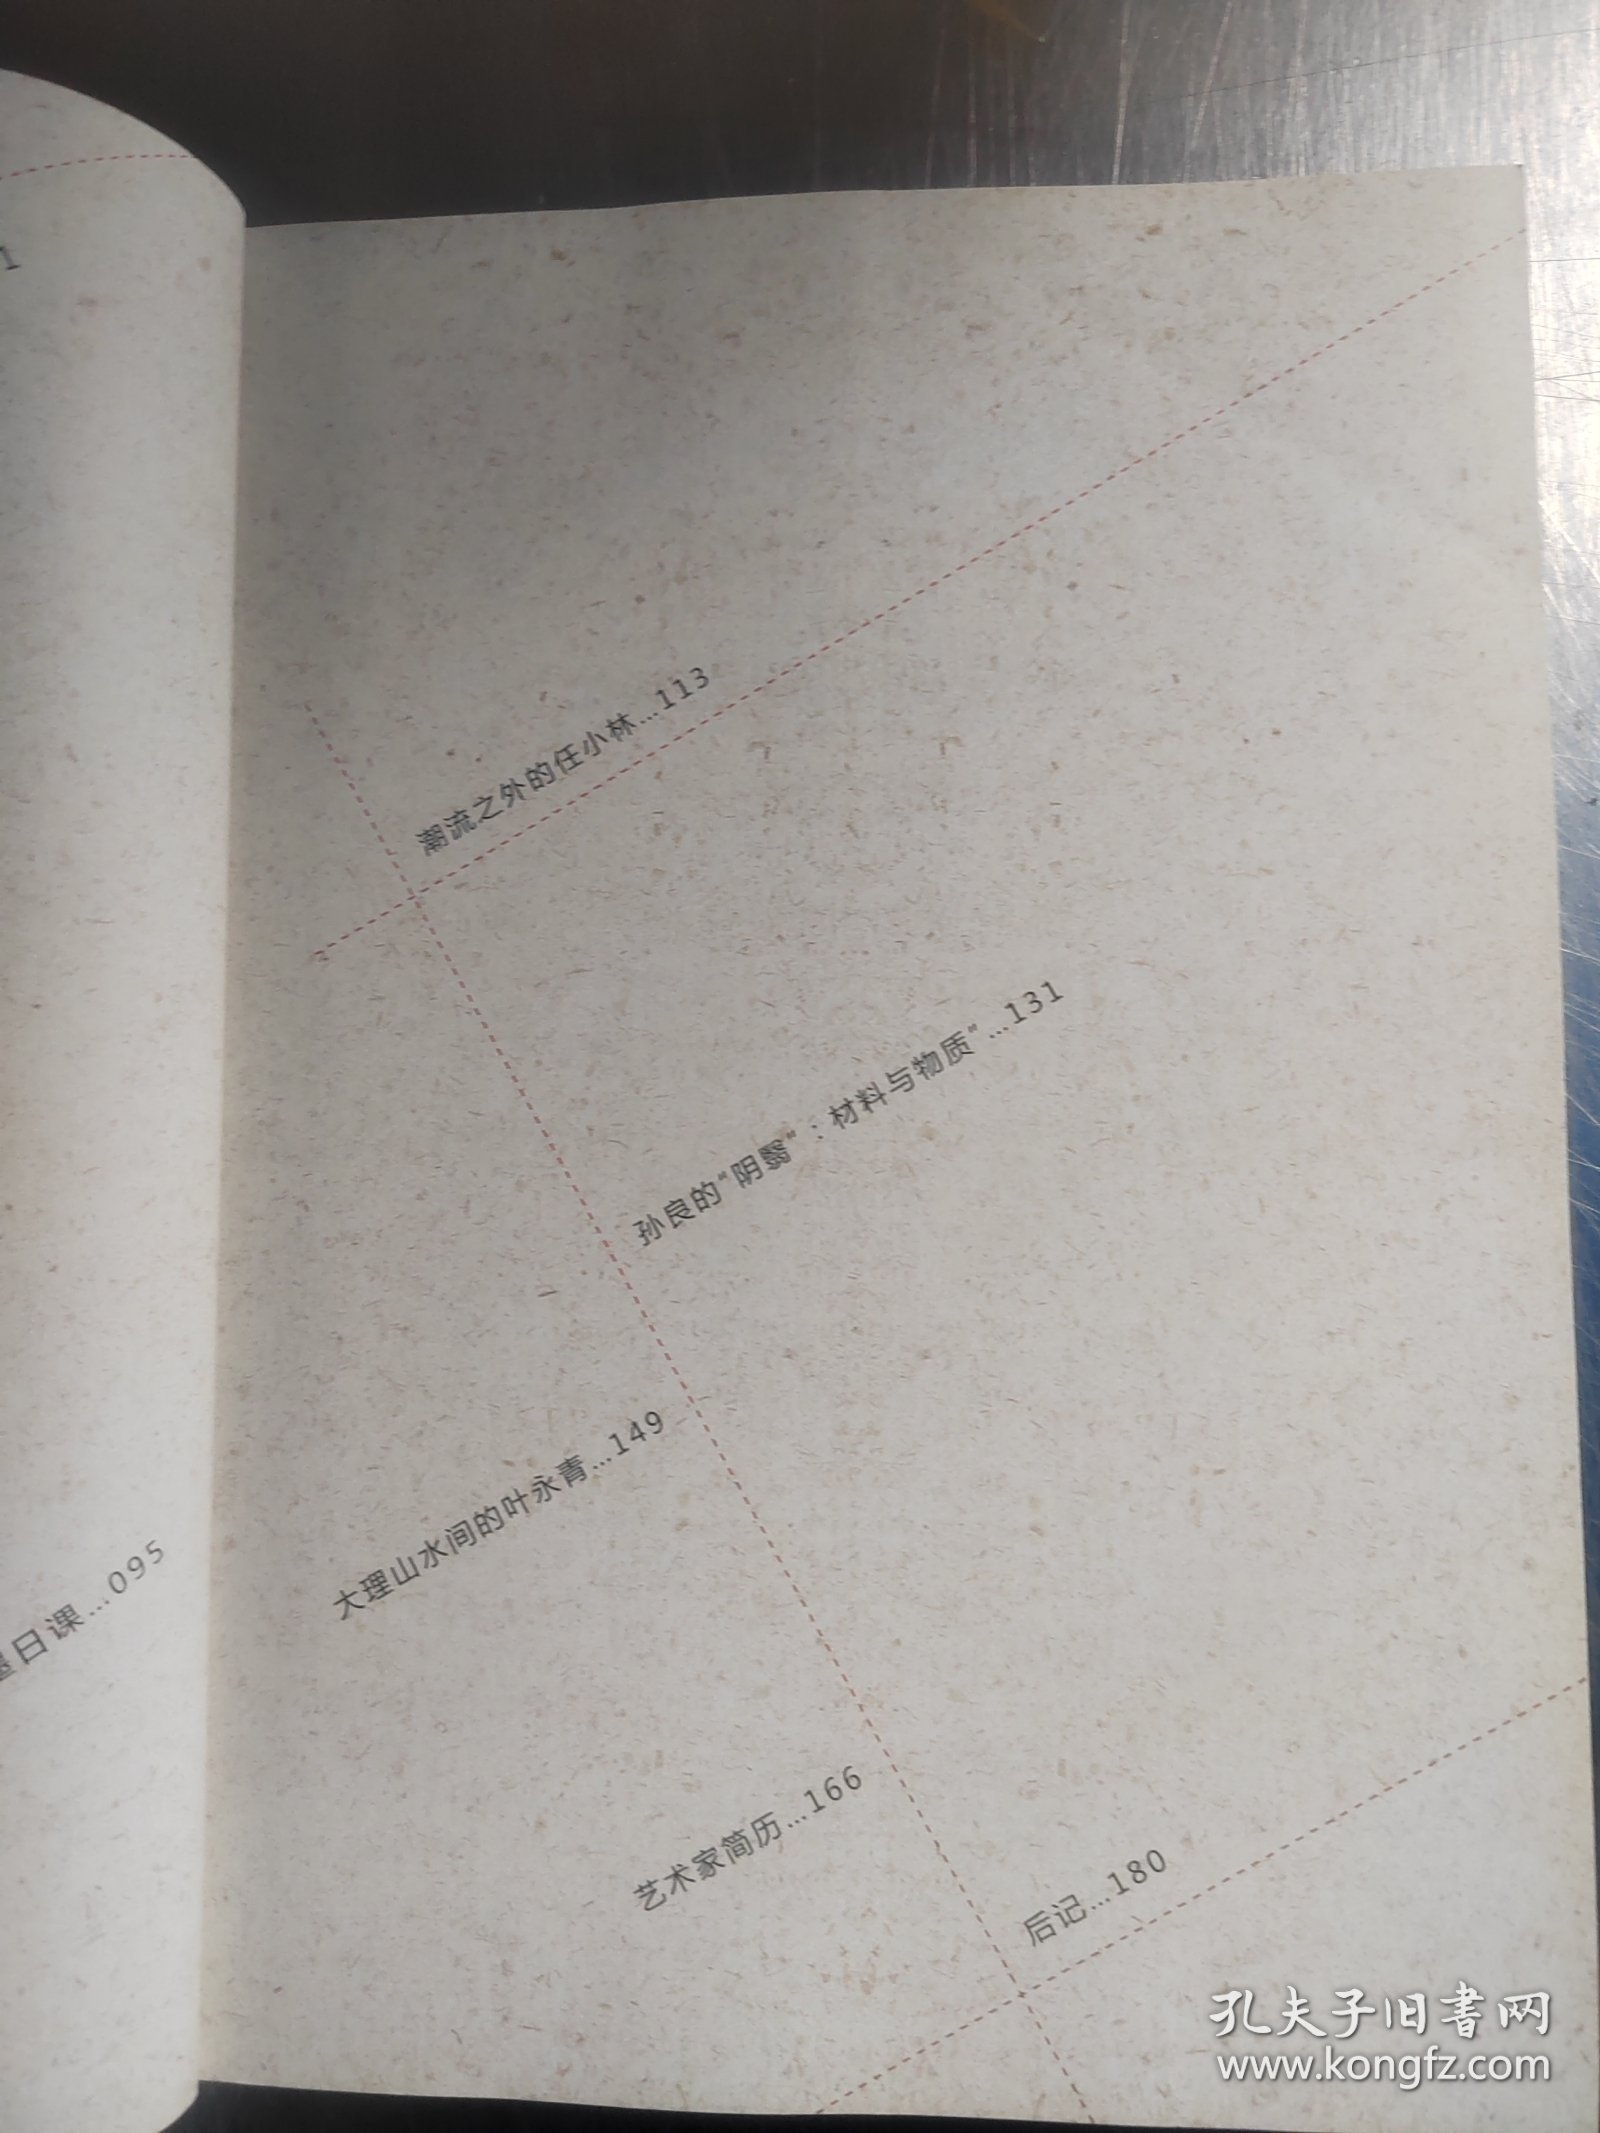 1
日课...095
潮流之外的任小林...113
孙良的“阴翳”：材料与物质”...131
大理山水间的叶永青...149
艺术家简历...166
后记...180
孔夫子旧书网
www.kongfz.com